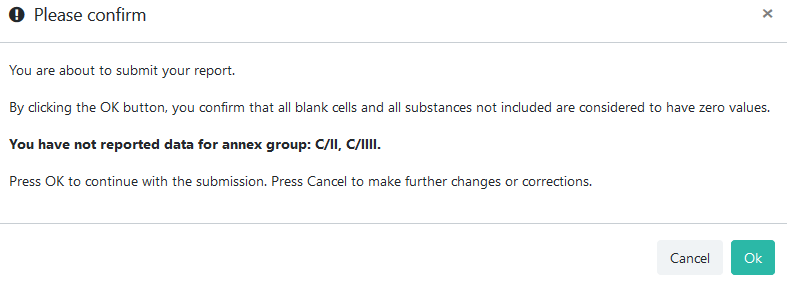 Please confirm
×
You are about to submit your report.
By clicking the OK button, you confirm that all blank cells and all substances not included are considered to have zero values.
You have not reported data for annex group: C/II, C/IIII.
Press OK to continue with the submission. Press Cancel to make further changes or corrections.
Cancel
Ok